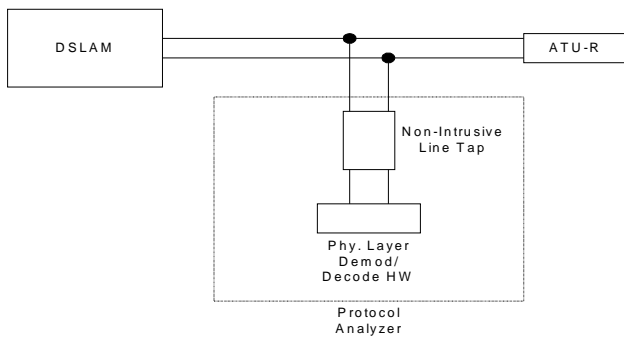 DSLAM
ATU-R
Non-Intrusive
Line Tap
Phy. Layer
Demod/
Decode HW
Protocol
Analyzer